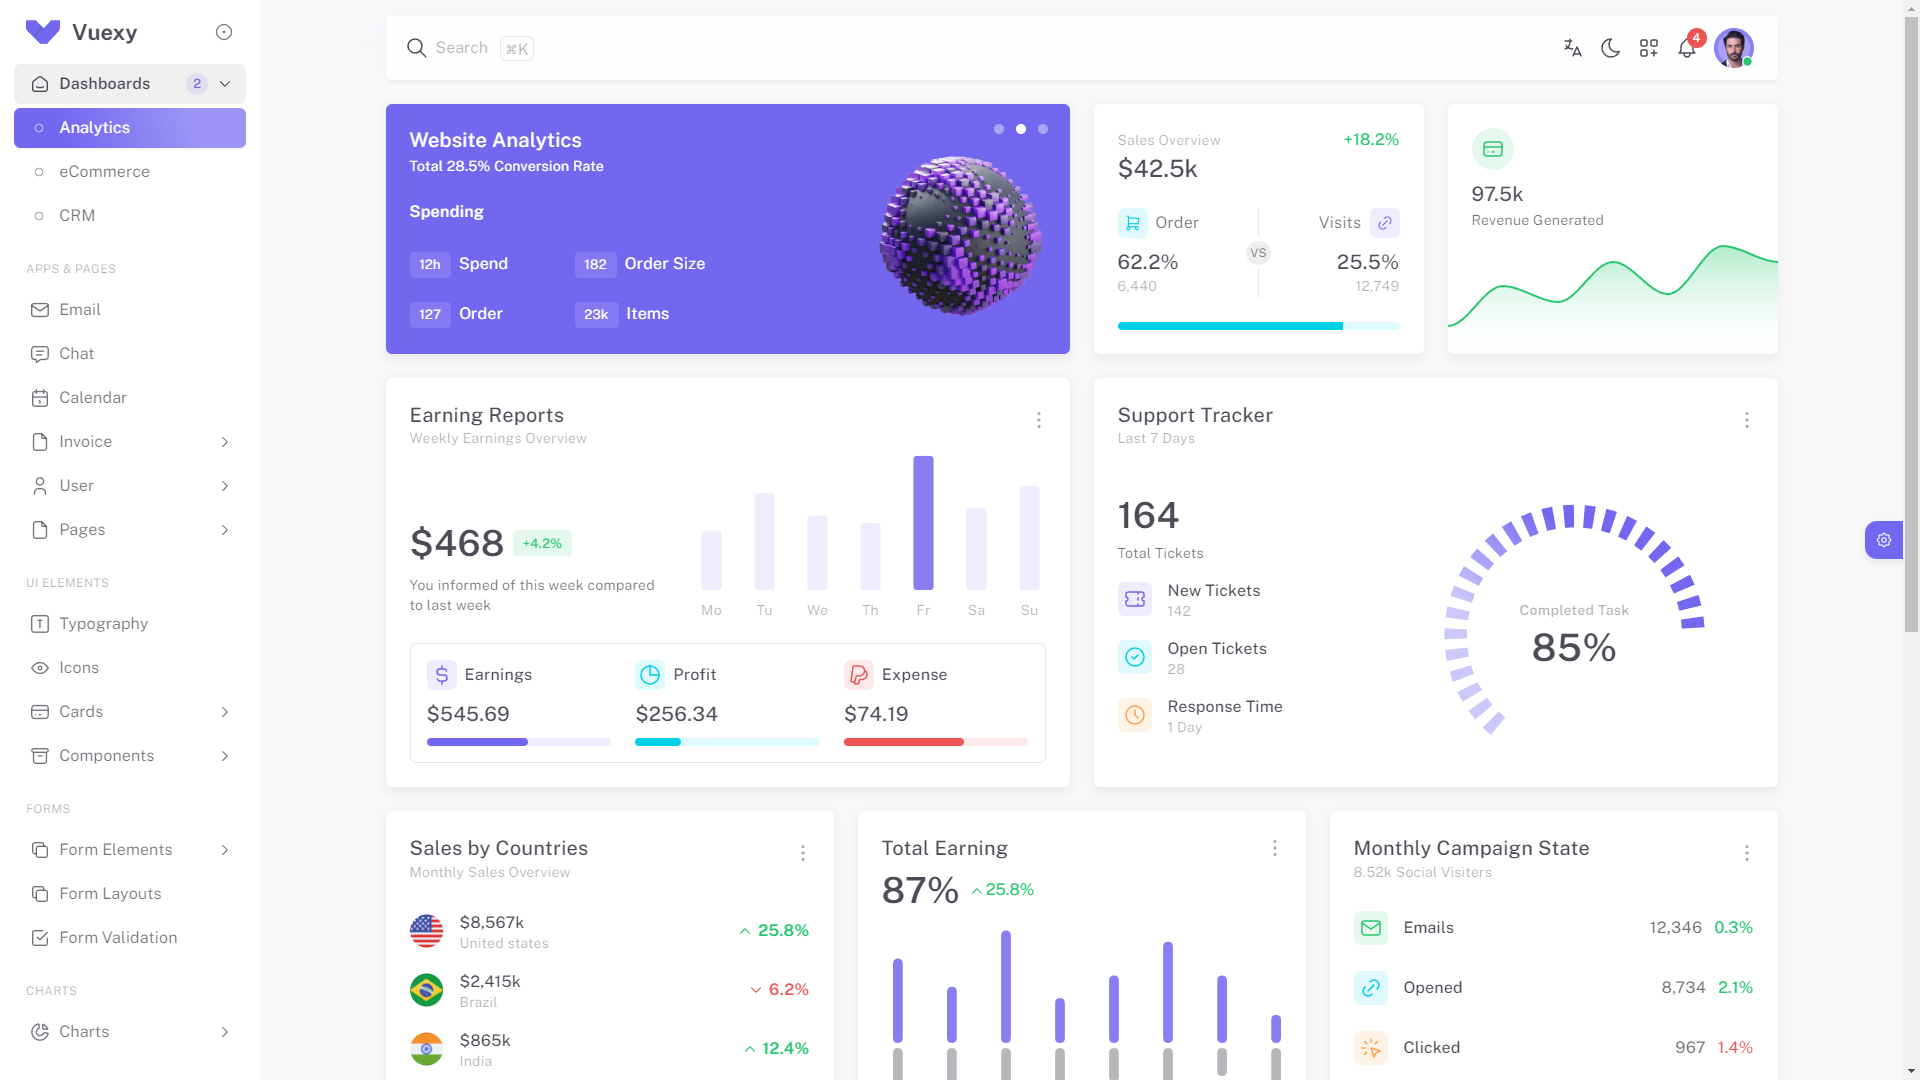 Vuexy
Dashboards 2
Analytics
eCommerce
CRM
APPS & PAGES
Email
Chat
Calendar
Invoice
User
Pages
UI ELEMENTS
Typography
Icons
Cards
Components
FORMS
Form Elements
Form Layouts
Form Validation
CHARTS
Charts
Search ⌘K
4
Website Analytics
Total 28.5% Conversion Rate
Spending
12h Spend 182 Order Size
127 Order 23k Items
Sales Overview +18.2%
$42.5k
Order VS Visits
62.2% 25.5%
6,440 12,749
97.5k
Revenue Generated
Earning Reports
Weekly Earnings Overview
$468 +4.2%
You informed of this week compared
to last week
Mo Tu We Th Fr Sa Su
Earnings Profit Expense
$545.69 $256.34 $74.19
Support Tracker
Last 7 Days
164
Total Tickets
New Tickets
142
Open Tickets
28
Response Time
1 Day
Completed Task
85%
Sales by Countries
Monthly Sales Overview
$8,567k 25.8%
United states
$2,415k 6.2%
Brazil
$865k 12.4%
India
Total Earning
87% 25.8%
Monthly Campaign State
8.52k Social Visiters
Emails 12,346 0.3%
Opened 8,734 2.1%
Clicked 967 1.4%